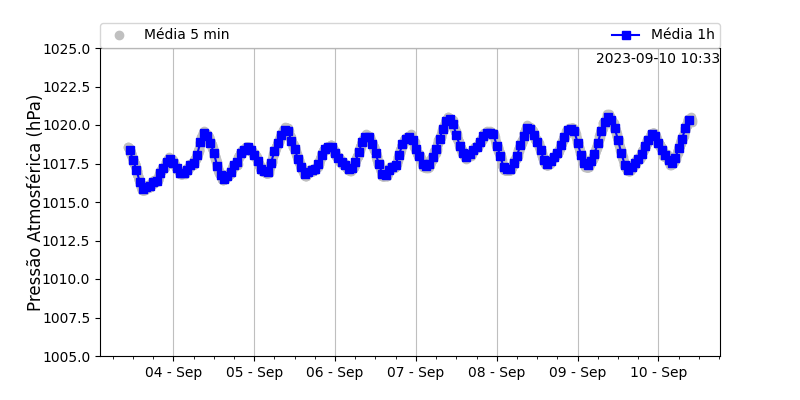 Média 5 min
Média 1h
2023-09-10 10:33
Pressão Atmosférica (hPa)
1025.0
1022.5
1020.0
1017.5
1015.0
1012.5
1010.0
1007.5
1005.0
04 - Sep
05 - Sep
06 - Sep
07 - Sep
08 - Sep
09 - Sep
10 - Sep